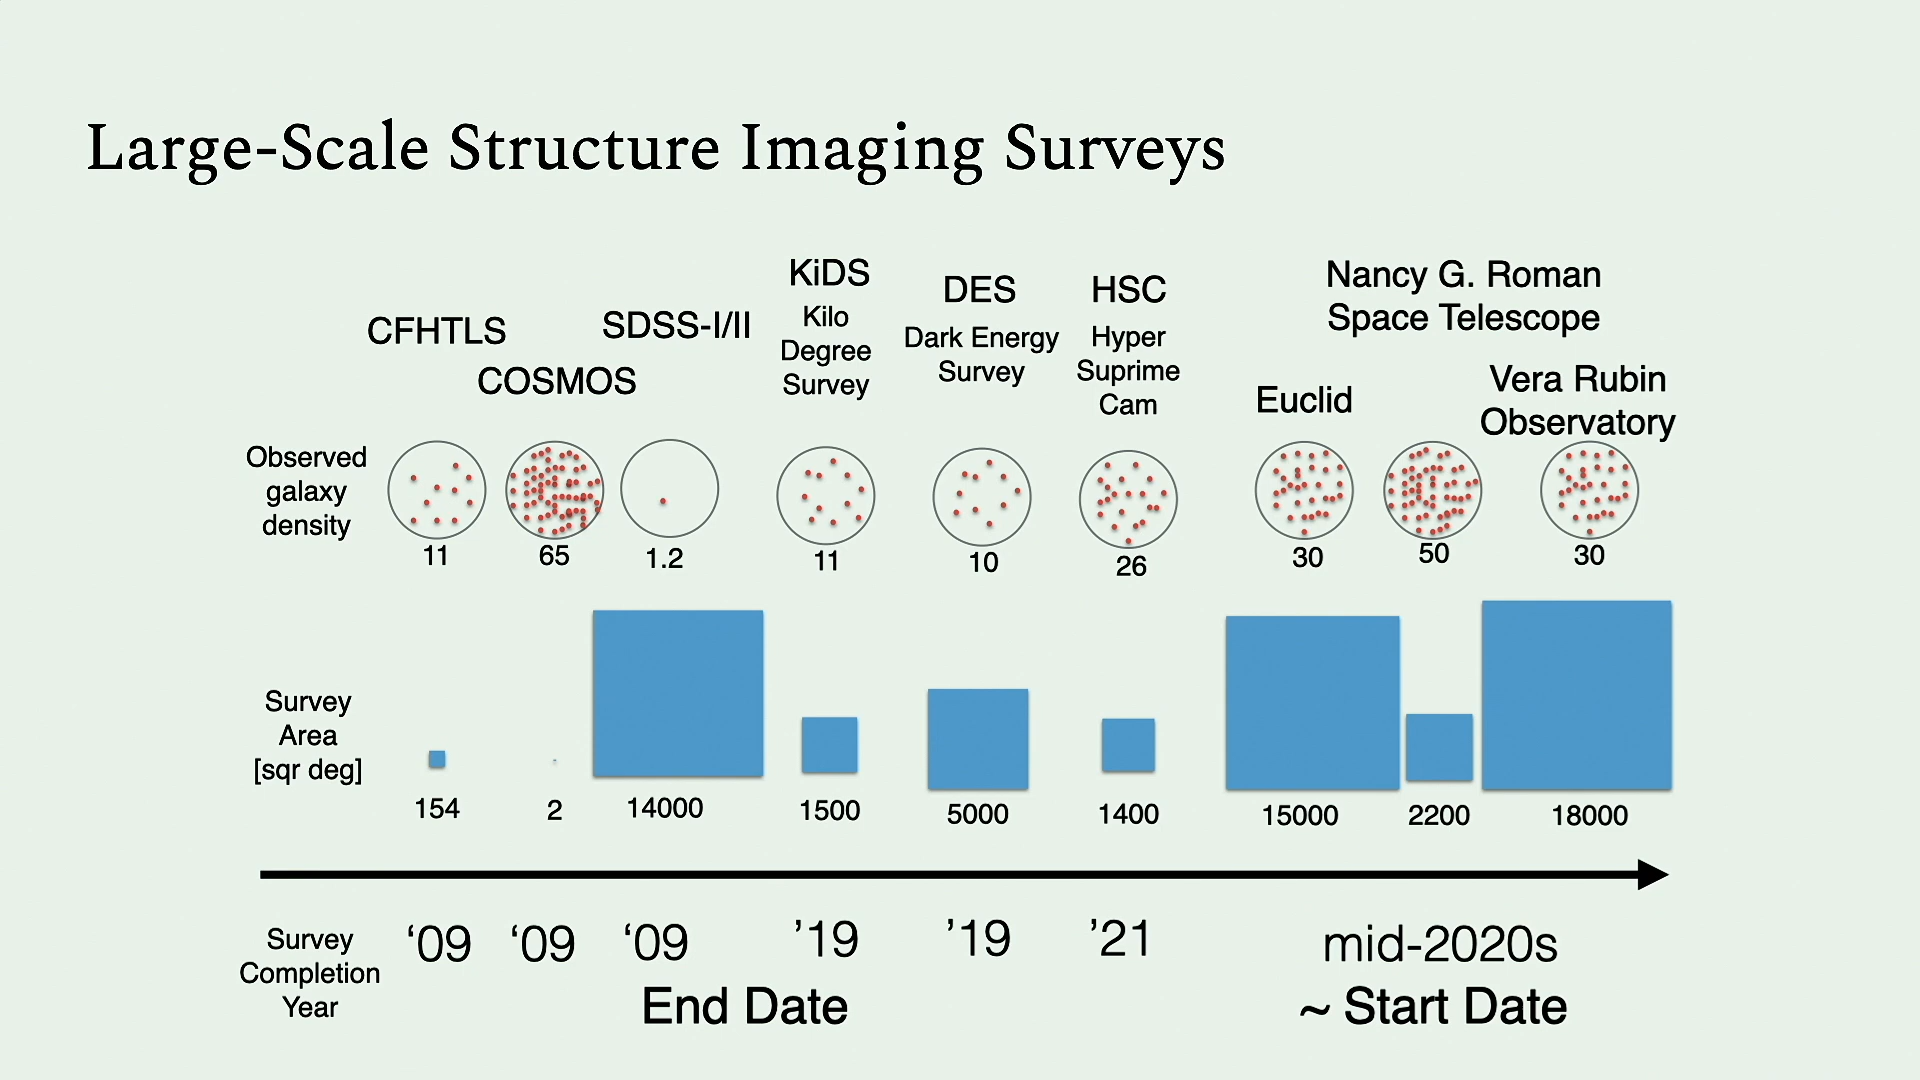 Large-Scale Structure Imaging Surveys
CFHTLS
COSMOS
SDSS-I/II
KiDS
Kilo
Degree
Survey
DES
Dark Energy
Survey
HSC
Hyper
Suprime
Cam
Euclid
Nancy G. Roman
Space Telescope
Vera Rubin
Observatory
Observed
galaxy
density
11 65 1.2 11 10 26 30 50 30
Survey
Area
[sqr deg]
154 2 14000 1500 5000 1400 15000 2200 18000
Survey
Completion
Year
‘09 ‘09 ‘09 ’19 ’19 ’21 mid-2020s
End Date ~ Start Date